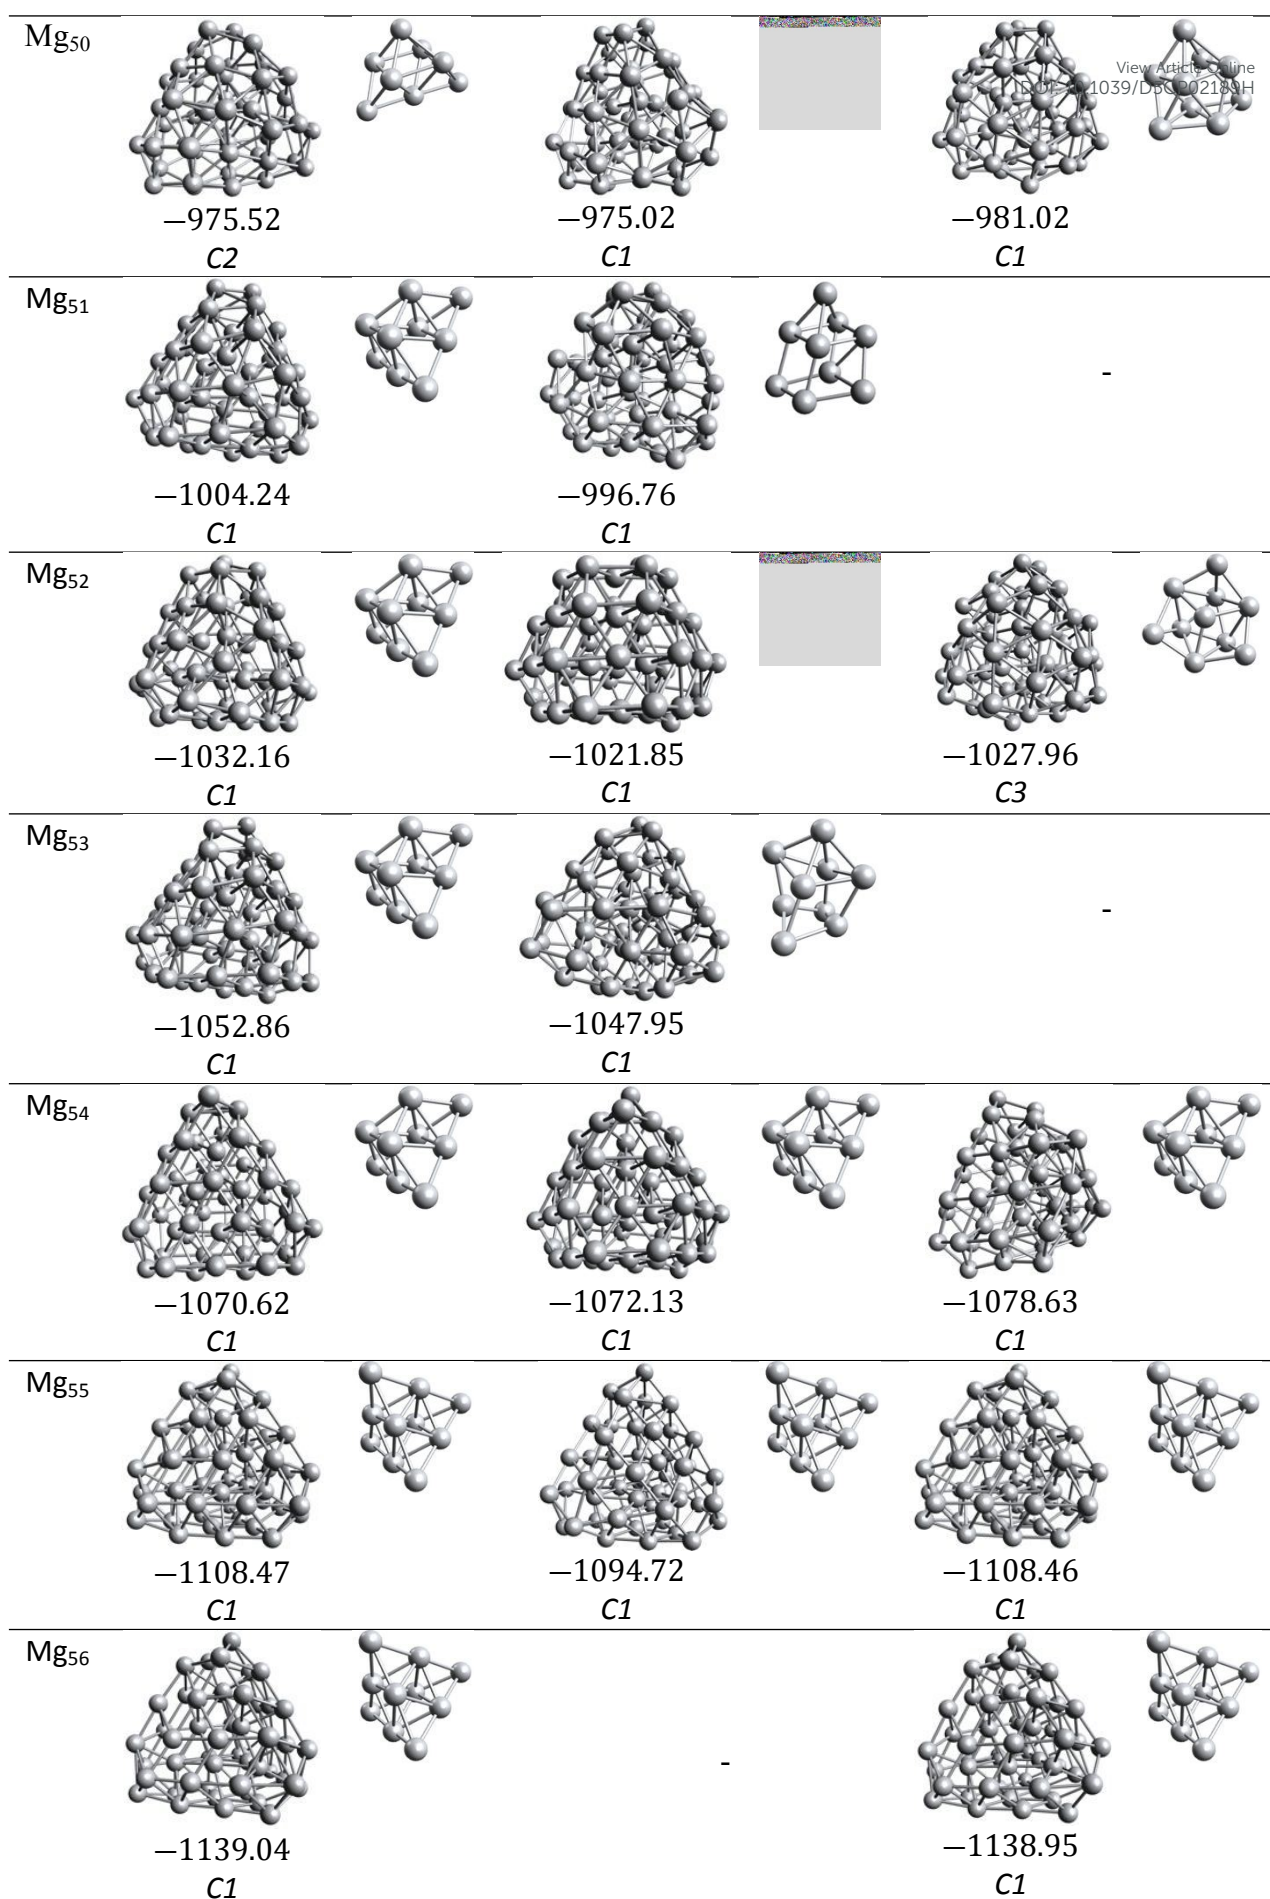 Mg50
View Article Online
−975.52 −975.02 −981.02
C2 C1 C1
Mg51
- 
−1004.24 −996.76
C1 C1
Mg52
−1032.16 −1021.85 −1027.96
C1 C1 C3
Mg53
-
−1052.86 −1047.95
C1 C1
Mg54
−1070.62 −1072.13 −1078.63
C1 C1 C1
Mg55
−1108.47 −1094.72 −1108.46
C1 C1 C1
Mg56
-
−1139.04 −1138.95
C1 C1